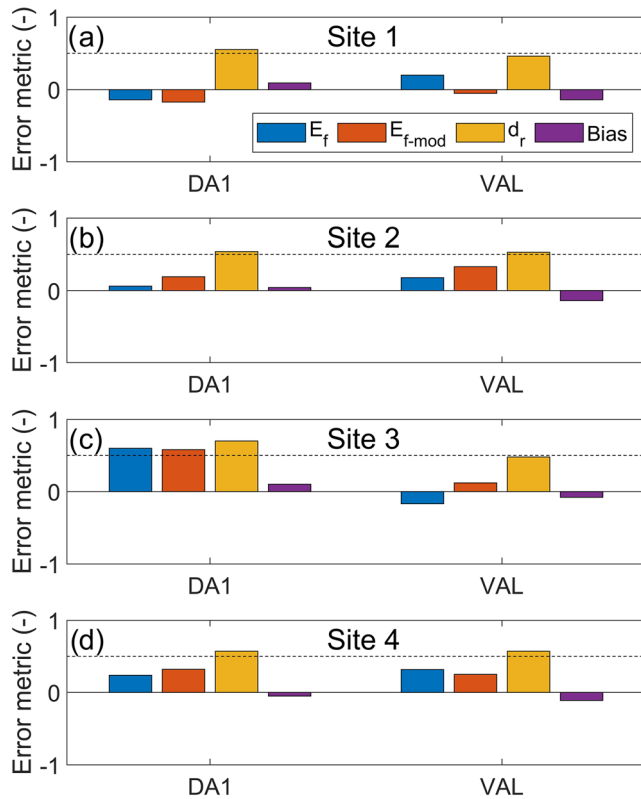 1
(a)
Site 1
Error metric (-)
0
E_f
E_f-mod
d_r
Bias
-1
DA1
VAL
1
(b)
Site 2
Error metric (-)
0
-1
DA1
VAL
1
(c)
Site 3
Error metric (-)
0
-1
DA1
VAL
1
(d)
Site 4
Error metric (-)
0
-1
DA1
VAL